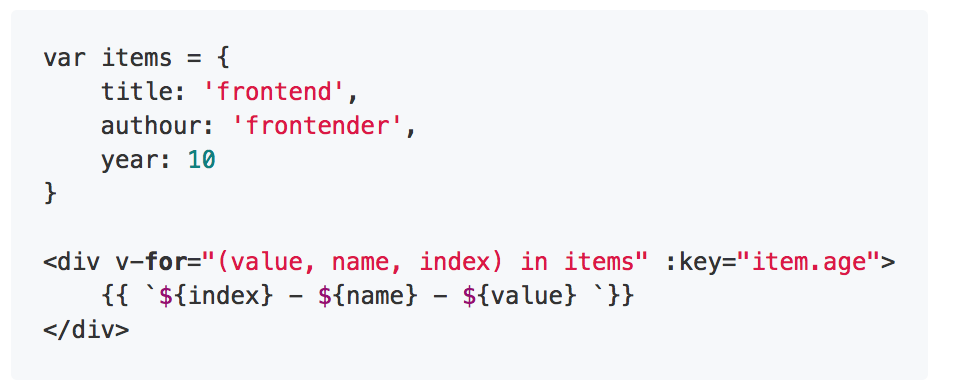 var items = {
    title: 'frontend',
    authour: 'frontender',
    year: 10
}
<div v-for="(value, name, index) in items" :key="item.age">
    {{ `${index} - ${name} - ${value} `}}
</div>